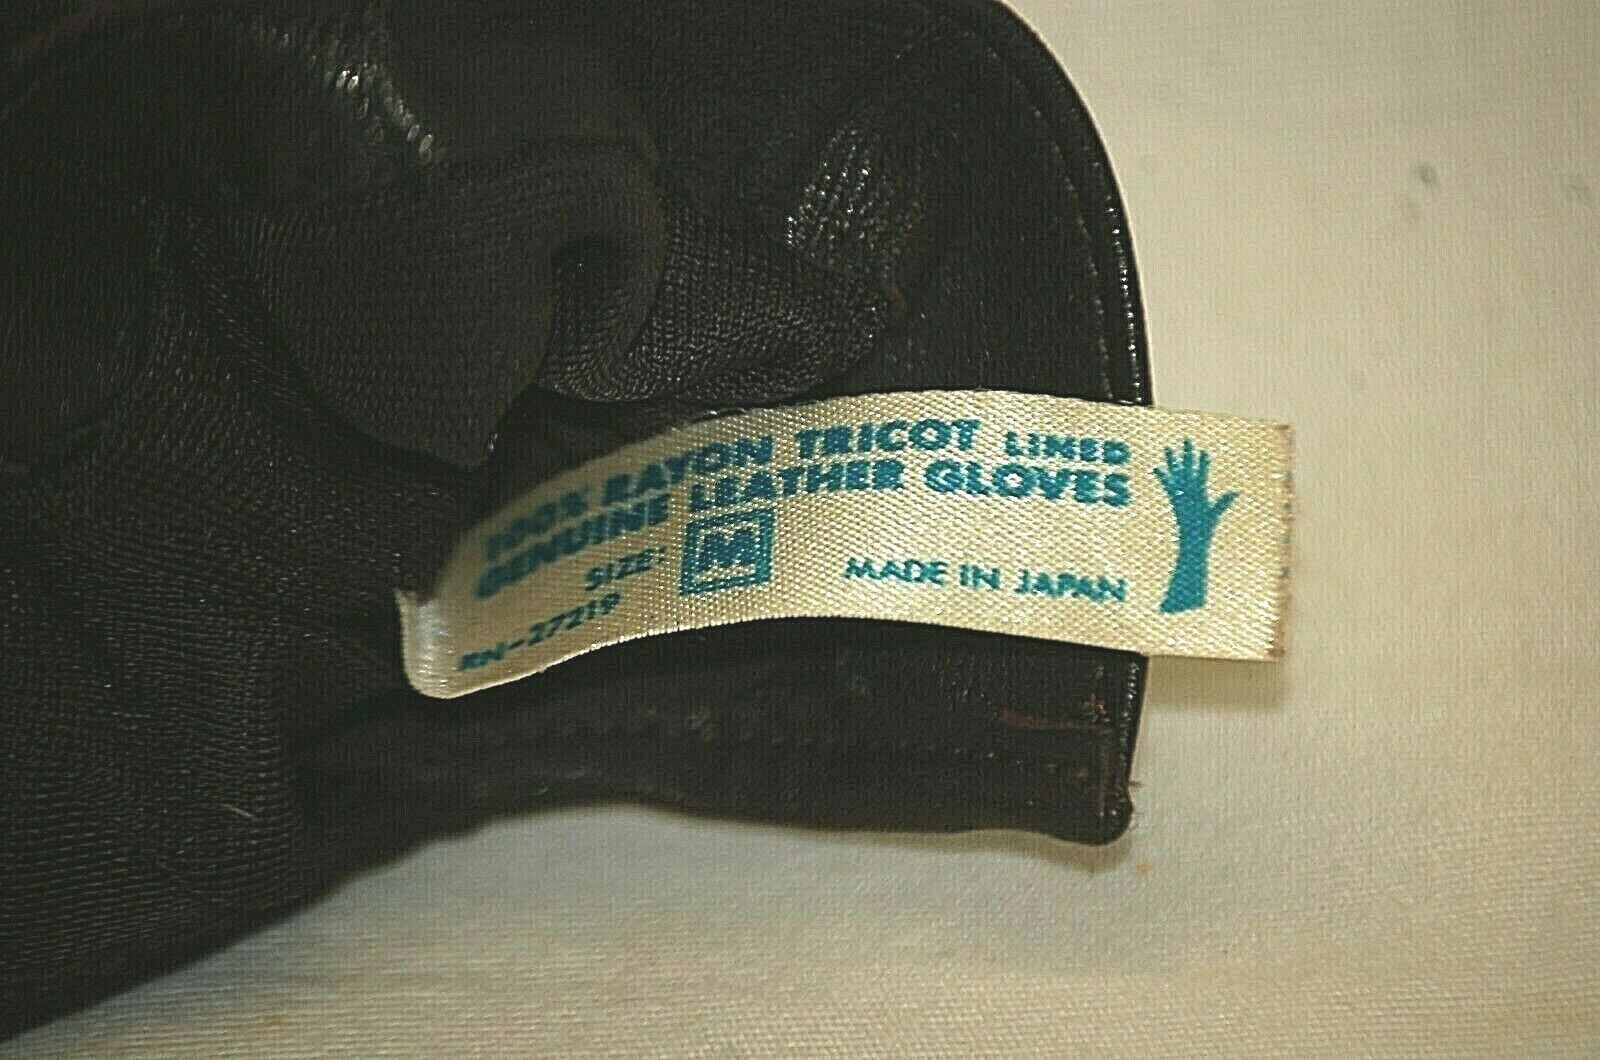 100% RAYON TRICOT LINED
GENUINE LEATHER GLOVES
SIZE: M
MADE IN JAPAN
RN-27219